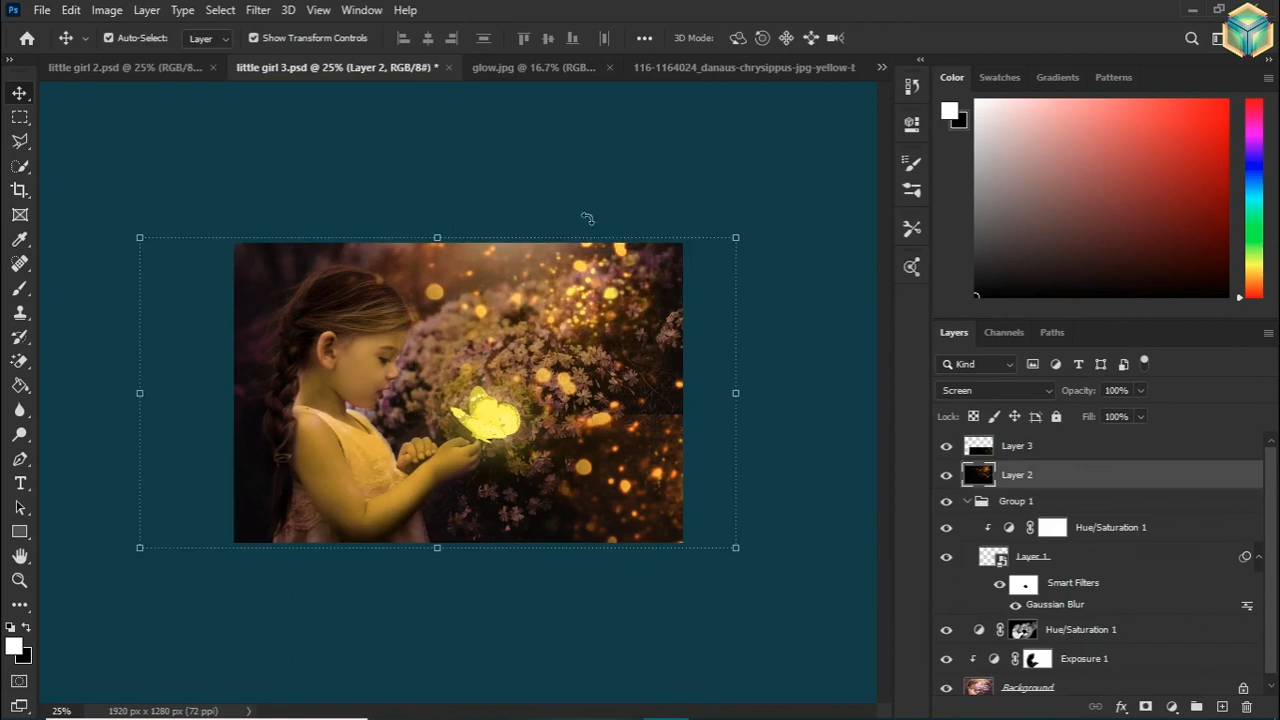 Ps File Edit Image Layer Type Select Filter 3D View Window Help
Auto-Select: Layer Show Transform Controls 3D Mode:
little girl 2.psd @ 25% (RGB/8... × little girl 3.psd @ 25% (Layer 2, RGB/8#) * × glow.jpg @ 16.7% (RGB... × 116-1164024_danaus-chrysippus-jpg-yellow-b
Color Swatches Gradients Patterns
Layers Channels Paths
Kind
Screen Opacity: 100%
Lock: Fill: 100%
Layer 3
Layer 2
Group 1
Hue/Saturation 1
Layer 1
Smart Filters
Gaussian Blur
Hue/Saturation 1
Exposure 1
Background
25% 1920 px x 1280 px (72 ppi)
fx